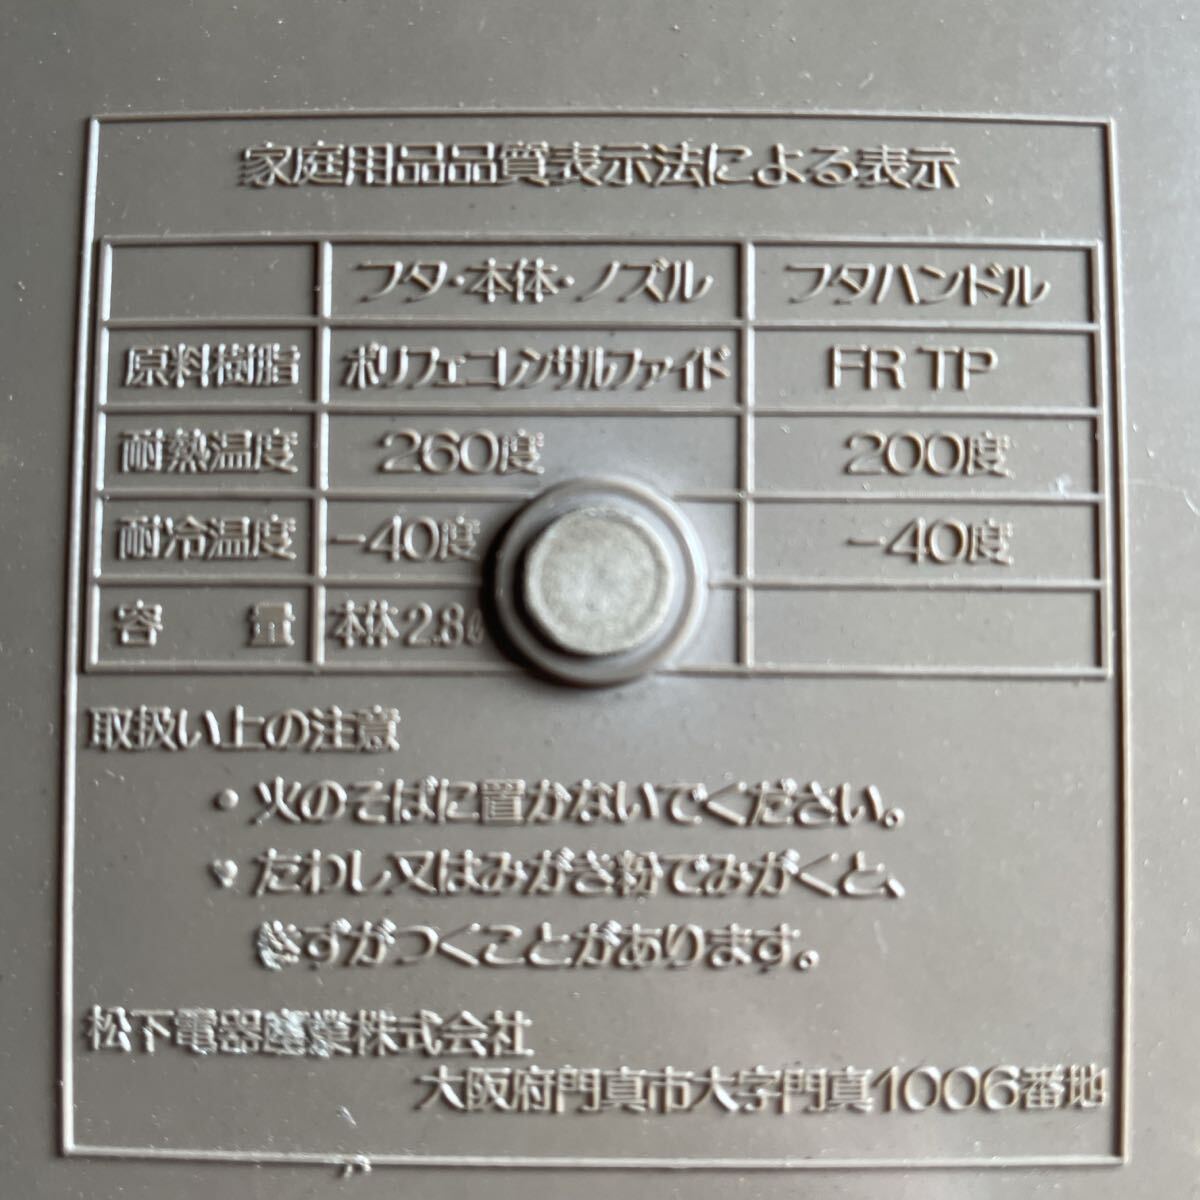 家庭用品品質表示法による表示
フタ・本体・ノズル フタハンドル
原料樹脂 ポリフェニレンサルファイド FRTP
耐熱温度 260度 200度
耐冷温度 -40度 -40度
容量 本体2.8ℓ
取扱い上の注意
・火のそばに置かないでください。
・たわし又はみがき粉でみがくと、
きずがつくことがあります。
松下電器産業株式会社
大阪府門真市大字門真1006番地